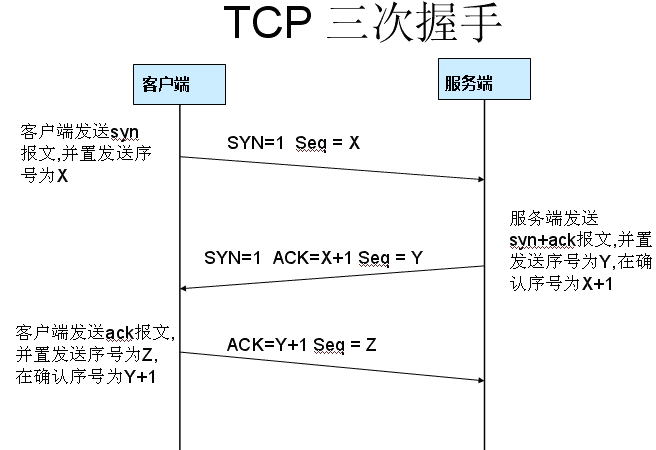 TCP 三次握手
客户端
服务端
客户端发送syn
报文,并置发送序
号为X
SYN=1 Seq = X
服务端发送
syn+ack报文,并置
发送序号为Y,在确
认序号为X+1
SYN=1 ACK=X+1 Seq = Y
客户端发送ack报文,
并置发送序号为Z,
在确认序号为Y+1
ACK=Y+1 Seq = Z